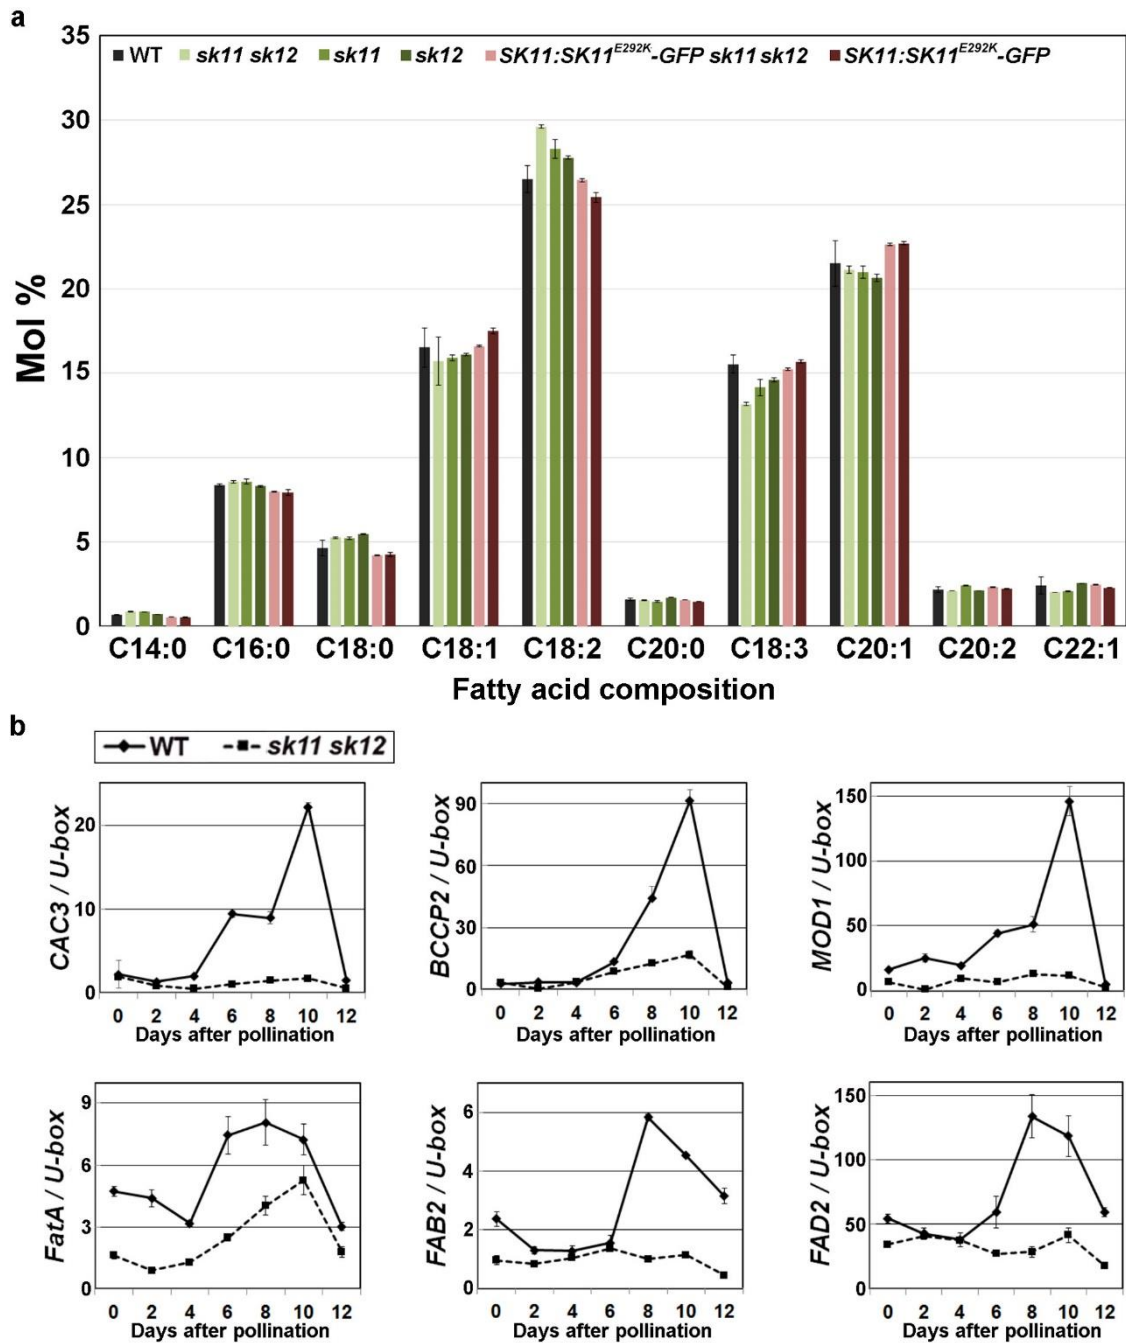 a
35
30
25
20
15
10
5
0
Mol %
WT sk11 sk12 sk11 sk12 SK11:SK11E292K-GFP sk11 sk12 SK11:SK11E292K-GFP
C14:0 C16:0 C18:0 C18:1 C18:2 C20:0 C18:3 C20:1 C20:2 C22:1
Fatty acid composition
b
WT sk11 sk12
CAC3 / U-box
20
10
0
0 2 4 6 8 10 12
Days after pollination
BCCP2 / U-box
90
60
30
0
0 2 4 6 8 10 12
Days after pollination
MOD1 / U-box
150
100
50
0
0 2 4 6 8 10 12
Days after pollination
FatA / U-box
9
6
3
0
0 2 4 6 8 10 12
Days after pollination
FAB2 / U-box
6
4
2
0
0 2 4 6 8 10 12
Days after pollination
FAD2 / U-box
150
100
50
0
0 2 4 6 8 10 12
Days after pollination